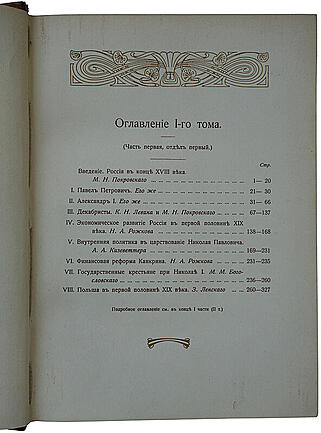 Оглавленіе I-го тома.
(Часть первая, отдѣлъ первый.)
Стр.
Введеніе. Россія въ концѣ XVIII вѣка.
М. Н. Покровскаго 1— 20
I. Павелъ Петровичъ. Его же 21— 30
II. Александръ I. Его же 31— 66
III. Декабристы. К. Н. Левина и М. Н. Покровскаго 67—137
IV. Экономическое развитіе Россіи въ первой половинѣ XIX
вѣка. Н. А. Рожкова 138—168
V. Внутренняя политика въ царствованіе Николая Павловича.
А. А. Кизеветтера 169—231
VI. Финансовая реформа Канкрина. Н. А. Рожкова 231—235
VII. Государственные крестьяне при Николаѣ I. М. М. Бого-
словскаго 236—260
VIII. Польша въ первой половинѣ XIX вѣка. З. Ленскаго 260—327
Подробное оглавленіе см. въ концѣ I части (II т.)